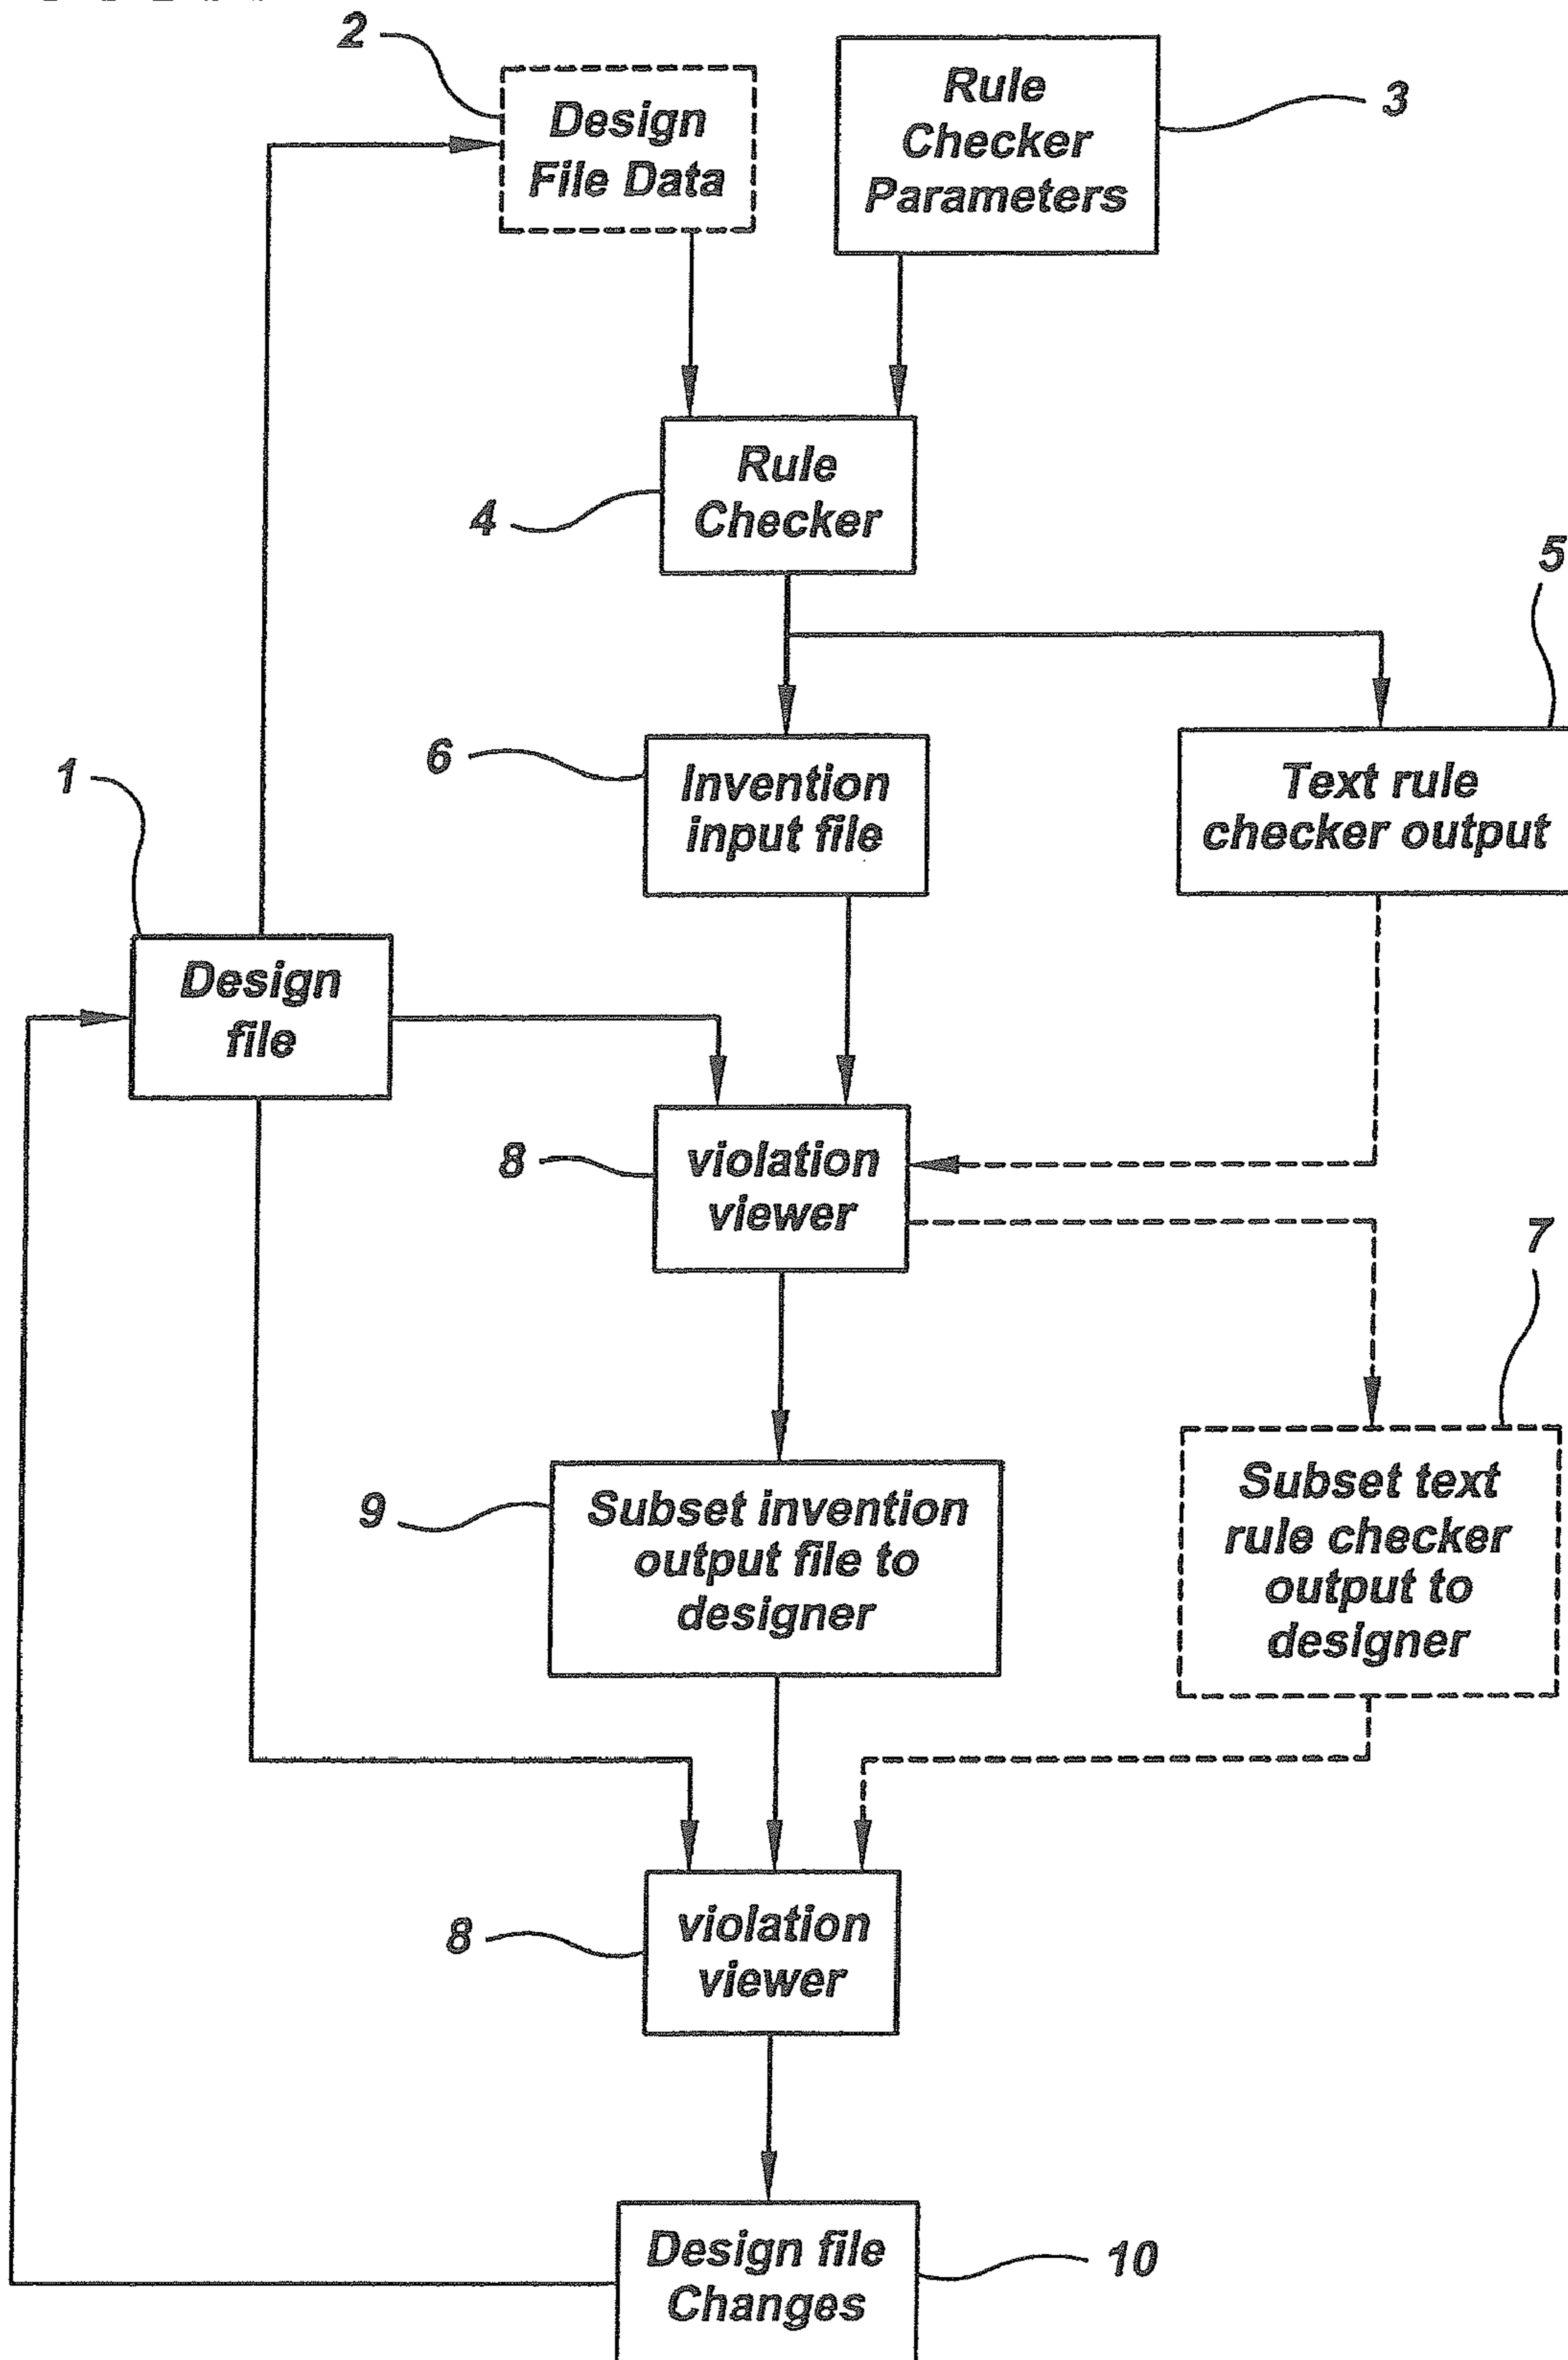 2
Design
File Data
Rule
Checker
Parameters
3
Rule
Checker
4
5
6
Invention
input file
Text rule
checker output
1
Design
file
8
violation
viewer
7
9
Subset invention
output file to
designer
Subset text
rule checker
output to
designer
8
violation
viewer
Design file
Changes
10